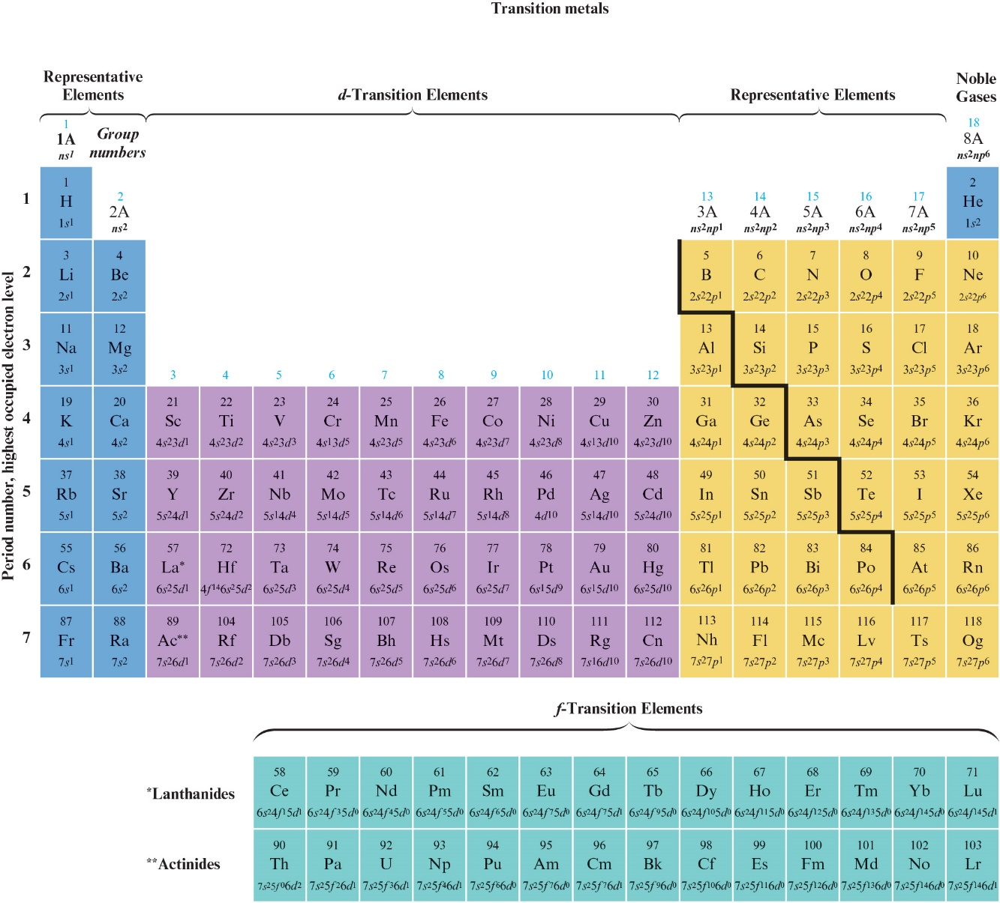 Transition metals
Representative Elements
d-Transition Elements
Representative Elements
Noble Gases
1
1A
ns1
Group numbers
18
8A
ns2np6
2
2A
ns2
13 14 15 16 17
3A 4A 5A 6A 7A
ns2np1 ns2np2 ns2np3 ns2np4 ns2np5
Period number, highest occupied electron level
1
1 2
H He
1s1 1s2
2
3 4 5 6 7 8 9 10
Li Be B C N O F Ne
2s1 2s2 2s22p1 2s22p2 2s22p3 2s22p4 2s22p5 2s22p6
3
11 12 13 14 15 16 17 18
Na Mg Al Si P S Cl Ar
3s1 3s2 3s23p1 3s23p2 3s23p3 3s23p4 3s23p5 3s23p6
3 4 5 6 7 8 9 10 11 12
4
19 20 21 22 23 24 25 26 27 28 29 30 31 32 33 34 35 36
K Ca Sc Ti V Cr Mn Fe Co Ni Cu Zn Ga Ge As Se Br Kr
4s1 4s2 4s23d1 4s23d2 4s23d3 4s13d5 4s23d5 4s23d6 4s23d7 4s23d8 4s13d10 4s23d10 4s24p1 4s24p2 4s24p3 4s24p4 4s24p5 4s24p6
5
37 38 39 40 41 42 43 44 45 46 47 48 49 50 51 52 53 54
Rb Sr Y Zr Nb Mo Tc Ru Rh Pd Ag Cd In Sn Sb Te I Xe
5s1 5s2 5s24d1 5s24d2 5s14d4 5s14d5 5s14d6 5s14d7 5s14d8 4d10 5s14d10 5s24d10 5s25p1 5s25p2 5s25p3 5s25p4 5s25p5 5s25p6
6
55 56 57 72 73 74 75 76 77 78 79 80 81 82 83 84 85 86
Cs Ba La* Hf Ta W Re Os Ir Pt Au Hg Tl Pb Bi Po At Rn
6s1 6s2 6s25d1 4f146s25d2 6s25d3 6s25d4 6s25d5 6s25d6 6s25d7 6s15d9 6s15d10 6s25d10 6s26p1 6s26p2 6s26p3 6s26p4 6s26p5 6s26p6
7
87 88 89 104 105 106 107 108 109 110 111 112 113 114 115 116 117 118
Fr Ra Ac** Rf Db Sg Bh Hs Mt Ds Rg Cn Nh Fl Mc Lv Ts Og
7s1 7s2 7s26d1 7s26d2 7s26d3 7s26d4 7s26d5 7s26d6 7s26d7 7s26d8 7s16d10 7s26d10 7s27p1 7s27p2 7s27p3 7s27p4 7s27p5 7s27p6
f-Transition Elements
58 59 60 61 62 63 64 65 66 67 68 69 70 71
*Lanthanides Ce Pr Nd Pm Sm Eu Gd Tb Dy Ho Er Tm Yb Lu
6s24f15d1 6s24f35d0 6s24f45d0 6s24f55d0 6s24f65d0 6s24f75d0 6s24f75d1 6s24f95d0 6s24f105d0 6s24f115d0 6s24f125d0 6s24f135d0 6s24f145d0 6s24f145d1
90 91 92 93 94 95 96 97 98 99 100 101 102 103
**Actinides Th Pa U Np Pu Am Cm Bk Cf Es Fm Md No Lr
7s25f06d2 7s25f26d1 7s25f36d1 7s25f46d1 7s25f66d0 7s25f76d0 7s25f76d1 7s25f96d0 7s25f106d0 7s25f116d0 7s25f126d0 7s25f136d0 7s25f146d0 7s25f146d1